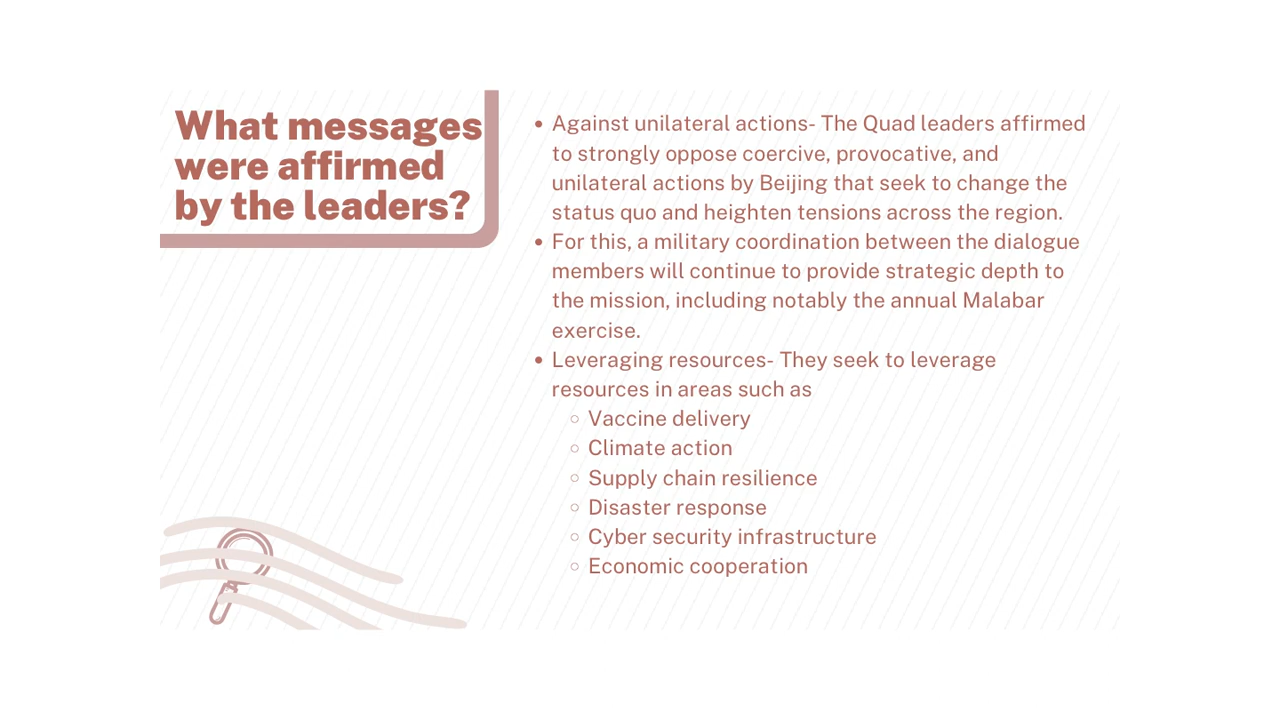 What messages
were affirmed
by the leaders?
• Against unilateral actions- The Quad leaders affirmed
to strongly oppose coercive, provocative, and
unilateral actions by Beijing that seek to change the
status quo and heighten tensions across the region.
• For this, a military coordination between the dialogue
members will continue to provide strategic depth to
the mission, including notably the annual Malabar
exercise.
• Leveraging resources- They seek to leverage
resources in areas such as
◦ Vaccine delivery
◦ Climate action
◦ Supply chain resilience
◦ Disaster response
◦ Cyber security infrastructure
◦ Economic cooperation